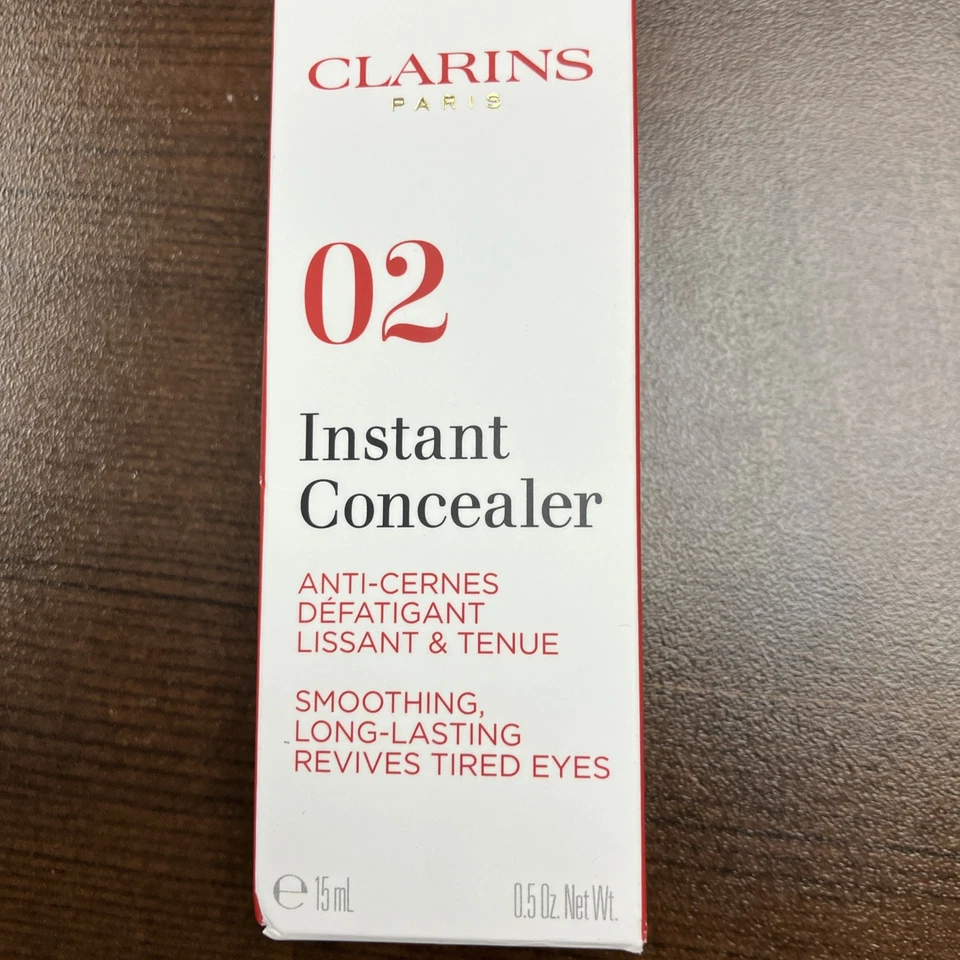 CLARINS
PARIS
02
Instant
Concealer
ANTI-CERNES
DÉFATIGANT
LISSANT & TENUE
SMOOTHING,
LONG-LASTING
REVIVES TIRED EYES
℮ 15 mL 0.5 Oz. Net Wt.